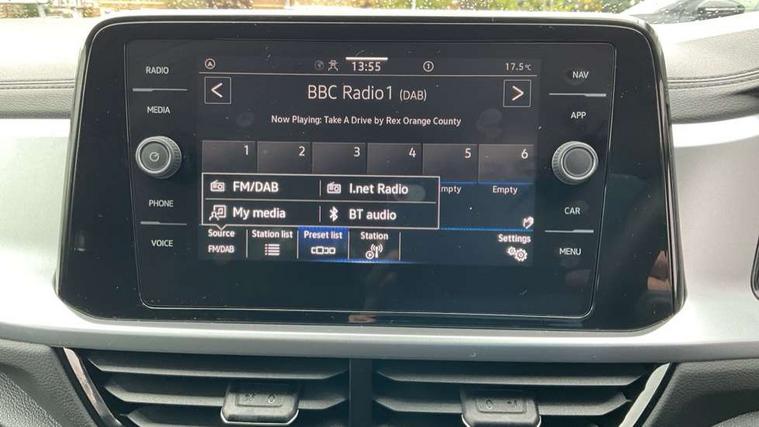 RADIO
MEDIA
PHONE
VOICE
13:55
17.5°C
BBC Radio1 (DAB)
Now Playing: Take A Drive by Rex Orange County
1 2 3 4 5 6
Empty
FM/DAB I.net Radio
My media BT audio
Source Station list Preset list Station Settings
FM/DAB
NAV
APP
CAR
MENU